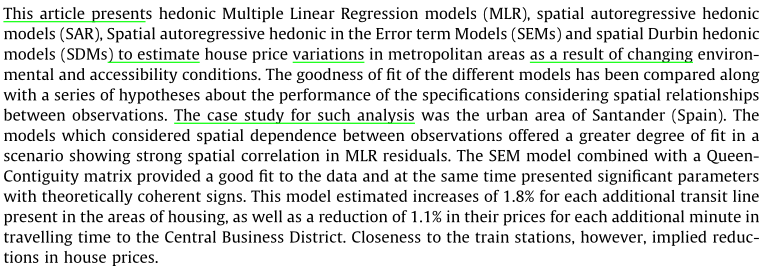 This article presents hedonic Multiple Linear Regression models (MLR), spatial autoregressive hedonic
models (SAR), Spatial autoregressive hedonic in the Error term Models (SEMs) and spatial Durbin hedonic
models (SDMs) to estimate house price variations in metropolitan areas as a result of changing environ-
mental and accessibility conditions. The goodness of fit of the different models has been compared along
with a series of hypotheses about the performance of the specifications considering spatial relationships
between observations. The case study for such analysis was the urban area of Santander (Spain). The
models which considered spatial dependence between observations offered a greater degree of fit in a
scenario showing strong spatial correlation in MLR residuals. The SEM model combined with a Queen-
Contiguity matrix provided a good fit to the data and at the same time presented significant parameters
with theoretically coherent signs. This model estimated increases of 1.8% for each additional transit line
present in the areas of housing, as well as a reduction of 1.1% in their prices for each additional minute in
travelling time to the Central Business District. Closeness to the train stations, however, implied reduc-
tions in house prices.